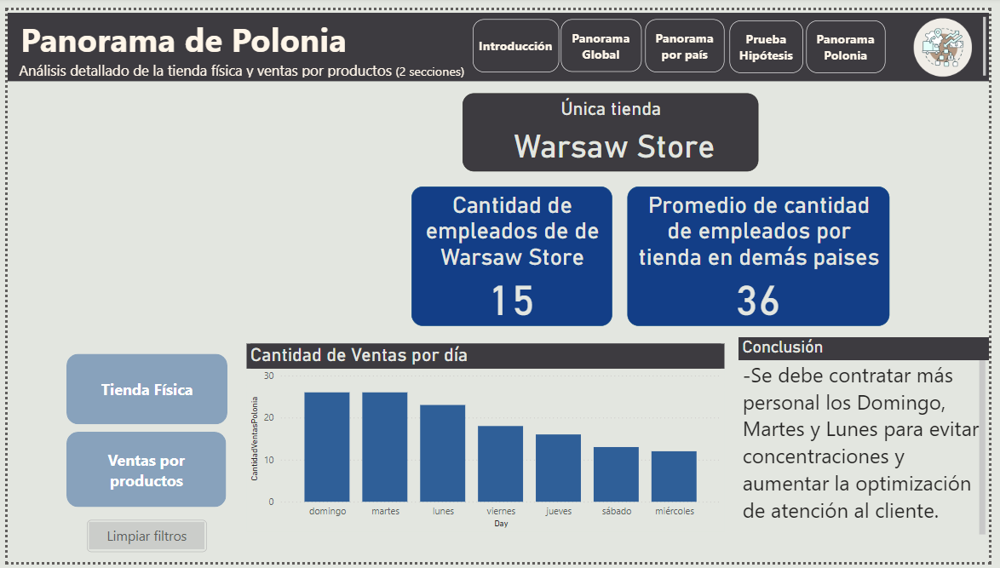 Panorama de Polonia
Análisis detallado de la tienda física y ventas por productos (2 secciones)
Introducción
Panorama
Global
Panorama
por país
Prueba
Hipótesis
Panorama
Polonia
Única tienda
Warsaw Store
Cantidad de
empleados de de
Warsaw Store
15
Promedio de cantidad
de empleados por
tienda en demás paises
36
Tienda Física
Ventas por
productos
Limpiar filtros
Cantidad de Ventas por día
CantidadVentasPolonia
30
20
10
0
domingo
martes
lunes
viernes
jueves
sábado
miércoles
Day
Conclusión
-Se debe contratar más
personal los Domingo,
Martes y Lunes para evitar
concentraciones y
aumentar la optimización
de atención al cliente.